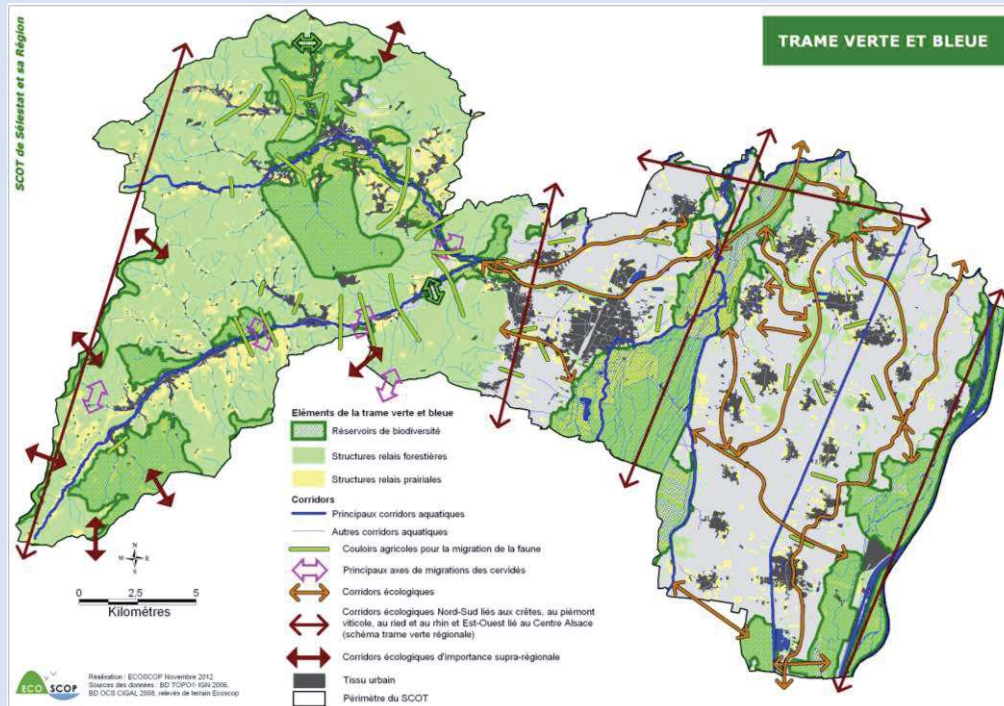 SCOT de Sélestat et sa Région
TRAME VERTE ET BLEUE
Eléments de la trame verte et bleue
Réservoirs de biodiversité
Structures relais forestières
Structures relais prairiales
Corridors
Principaux corridors aquatiques
Autres corridors aquatiques
Couloirs agricoles pour la migration de la faune
Principaux axes de migrations des cervidés
Corridors écologiques
Corridors écologiques Nord-Sud liés aux crêtes, au piémont
viticole, au ried et au rhin et Est-Ouest lié au Centre Alsace
(schéma trame verte régionale)
Corridors écologiques d'importance supra-régionale
Tissu urbain
Périmètre du SCOT
N
W E
S
0 2,5 5
Kilomètres
ECO SCOP
Réalisation : ECOSCOP Novembre 2012
Sources des données : BD TOPO® IGN 2006,
BD OCS CIGAL 2008, relevés de terrain Ecoscop